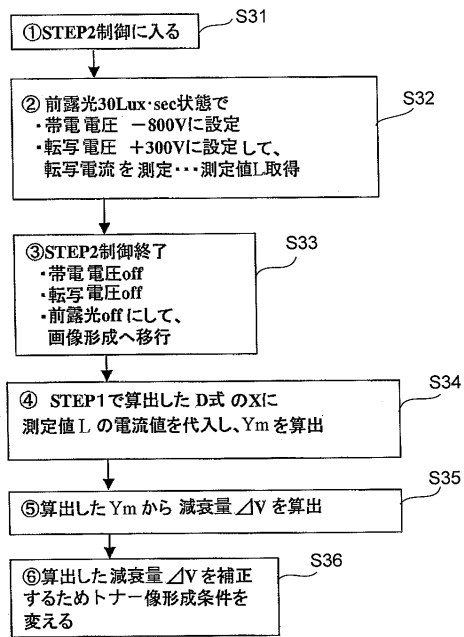 ①STEP2制御に入る
S31
② 前露光30Lux·sec状態で
・帯電電圧 －800Vに設定
・転写電圧 ＋300Vに設定して、
転写電流を測定･･･測定値L取得
S32
③STEP2制御終了
・帯電電圧off
・転写電圧off
・前露光offにして、
画像形成へ移行
S33
④ STEP1で算出したD式のXに
測定値Lの電流値を代入し、Ymを算出
S34
⑤算出したYmから減衰量⊿Vを算出
S35
⑥算出した減衰量⊿Vを補正
するためトナー像形成条件を
変える
S36